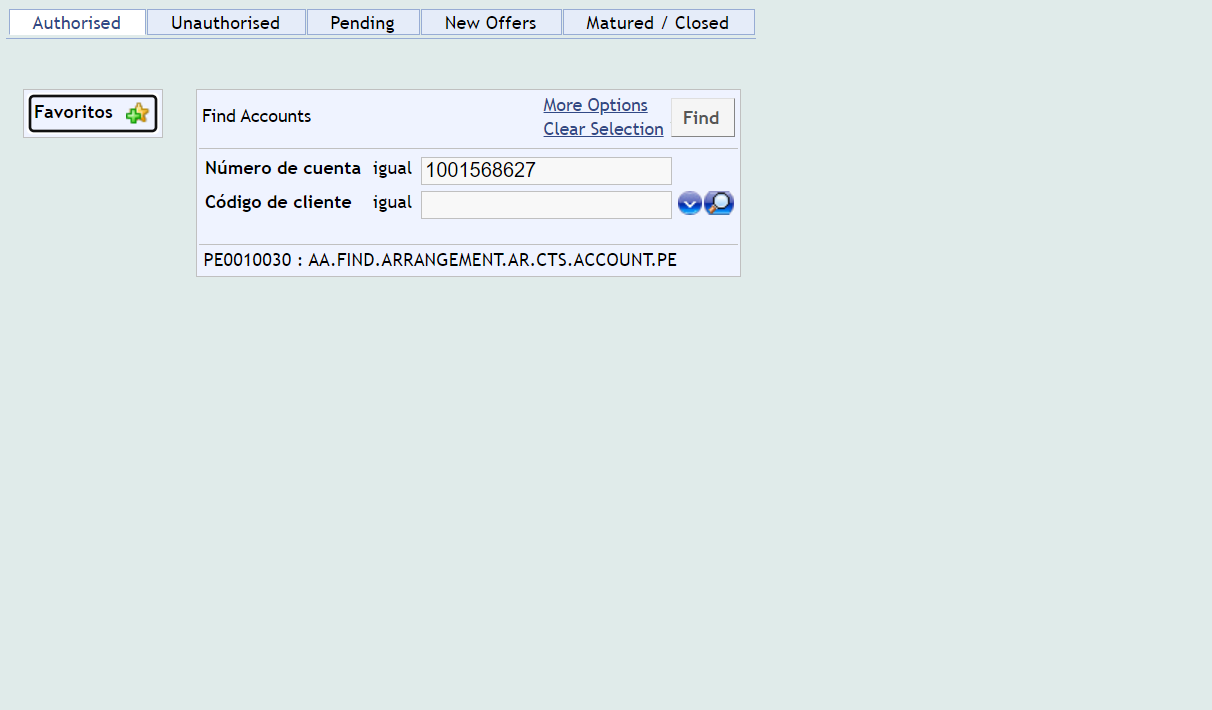 Authorised Unauthorised Pending New Offers Matured / Closed
Favoritos
Find Accounts
More Options
Clear Selection
Find
Número de cuenta igual 1001568627
Código de cliente igual
PE0010030 : AA.FIND.ARRANGEMENT.AR.CTS.ACCOUNT.PE